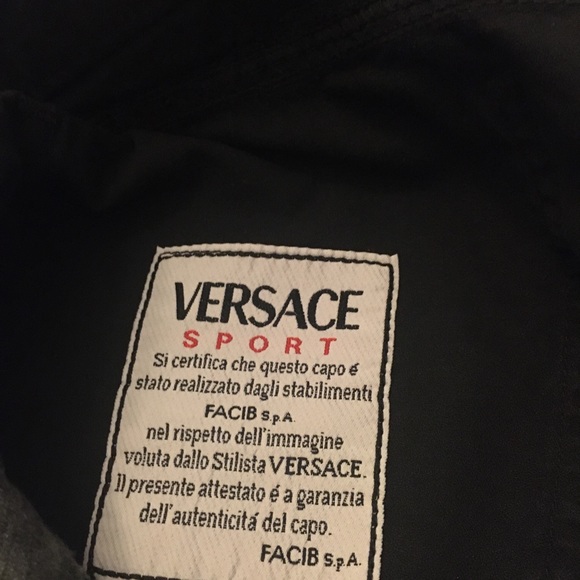 VERSACE
SPORT
Si certifica che questo capo é
stato realizzato dagli stabilimenti
FACIB S.p.A.
nel rispetto dell'immagine
voluta dallo Stilista VERSACE.
Il presente attestato é a garanzia
dell'autenticitá del capo.
FACIB S.p.A.